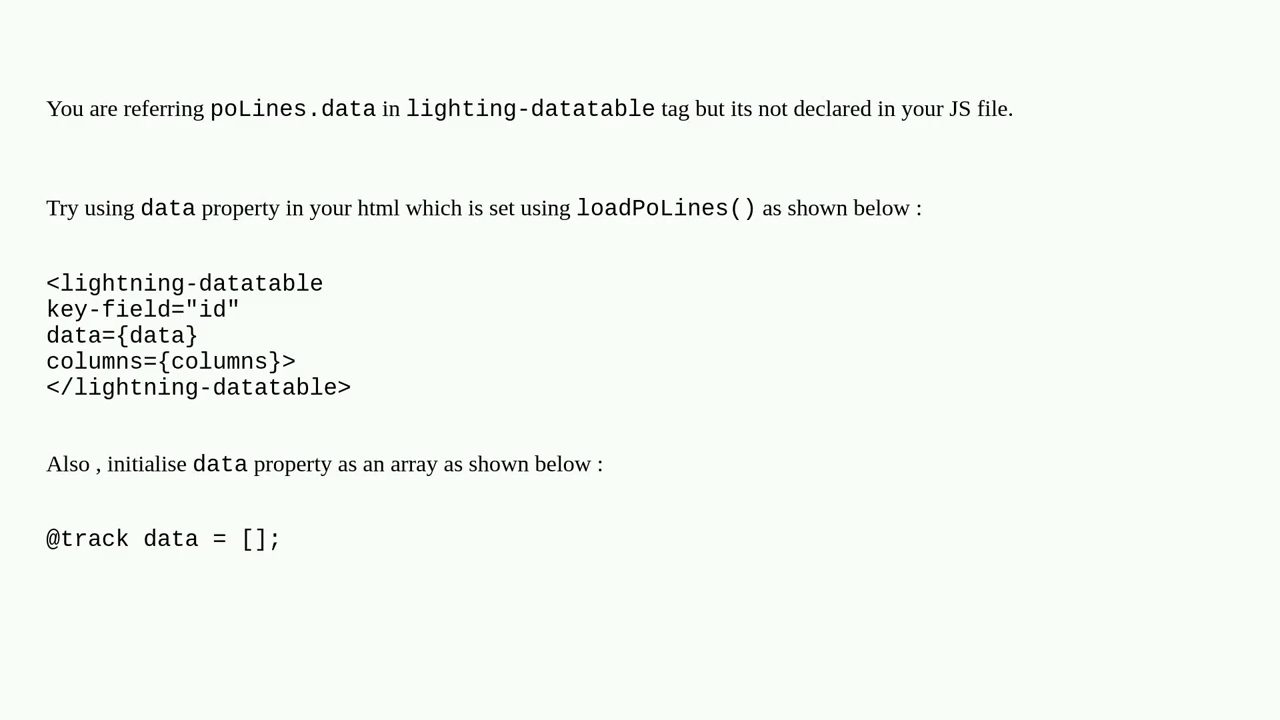 You are referring poLines.data in lighting-datatable tag but its not declared in your JS file.
Try using data property in your html which is set using loadPoLines() as shown below :
<lightning-datatable
key-field="id"
data={data}
columns={columns}>
</lightning-datatable>
Also , initialise data property as an array as shown below :
@track data = [];